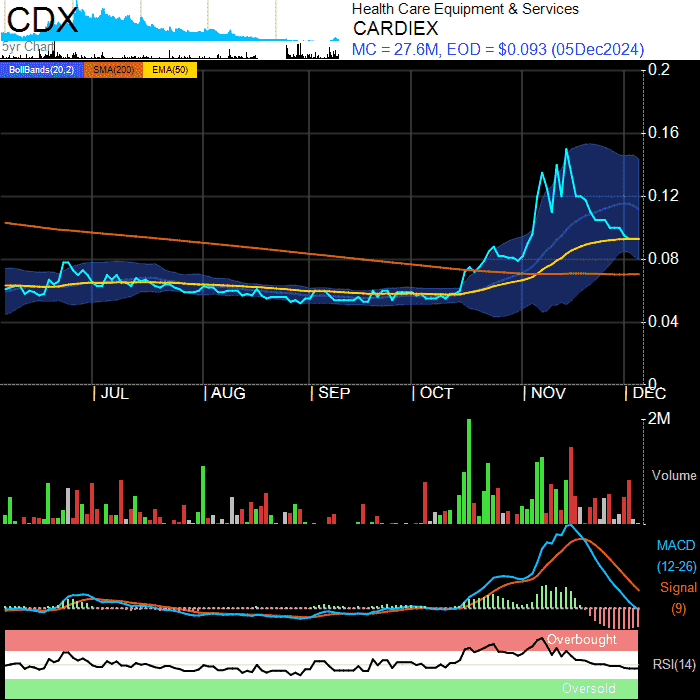 CDX
Health Care Equipment & Services
CARDIEX
MC = 27.6M, EOD = $0.093 (05Dec2024)
5yr Chart
BollBands(20,2) SMA(200) EMA(50)
0.2
0.16
0.12
0.08
0.04
0
JUL AUG SEP OCT NOV DEC
2M
Volume
MACD
(12-26)
Signal
(9)
Overbought
RSI(14)
Oversold